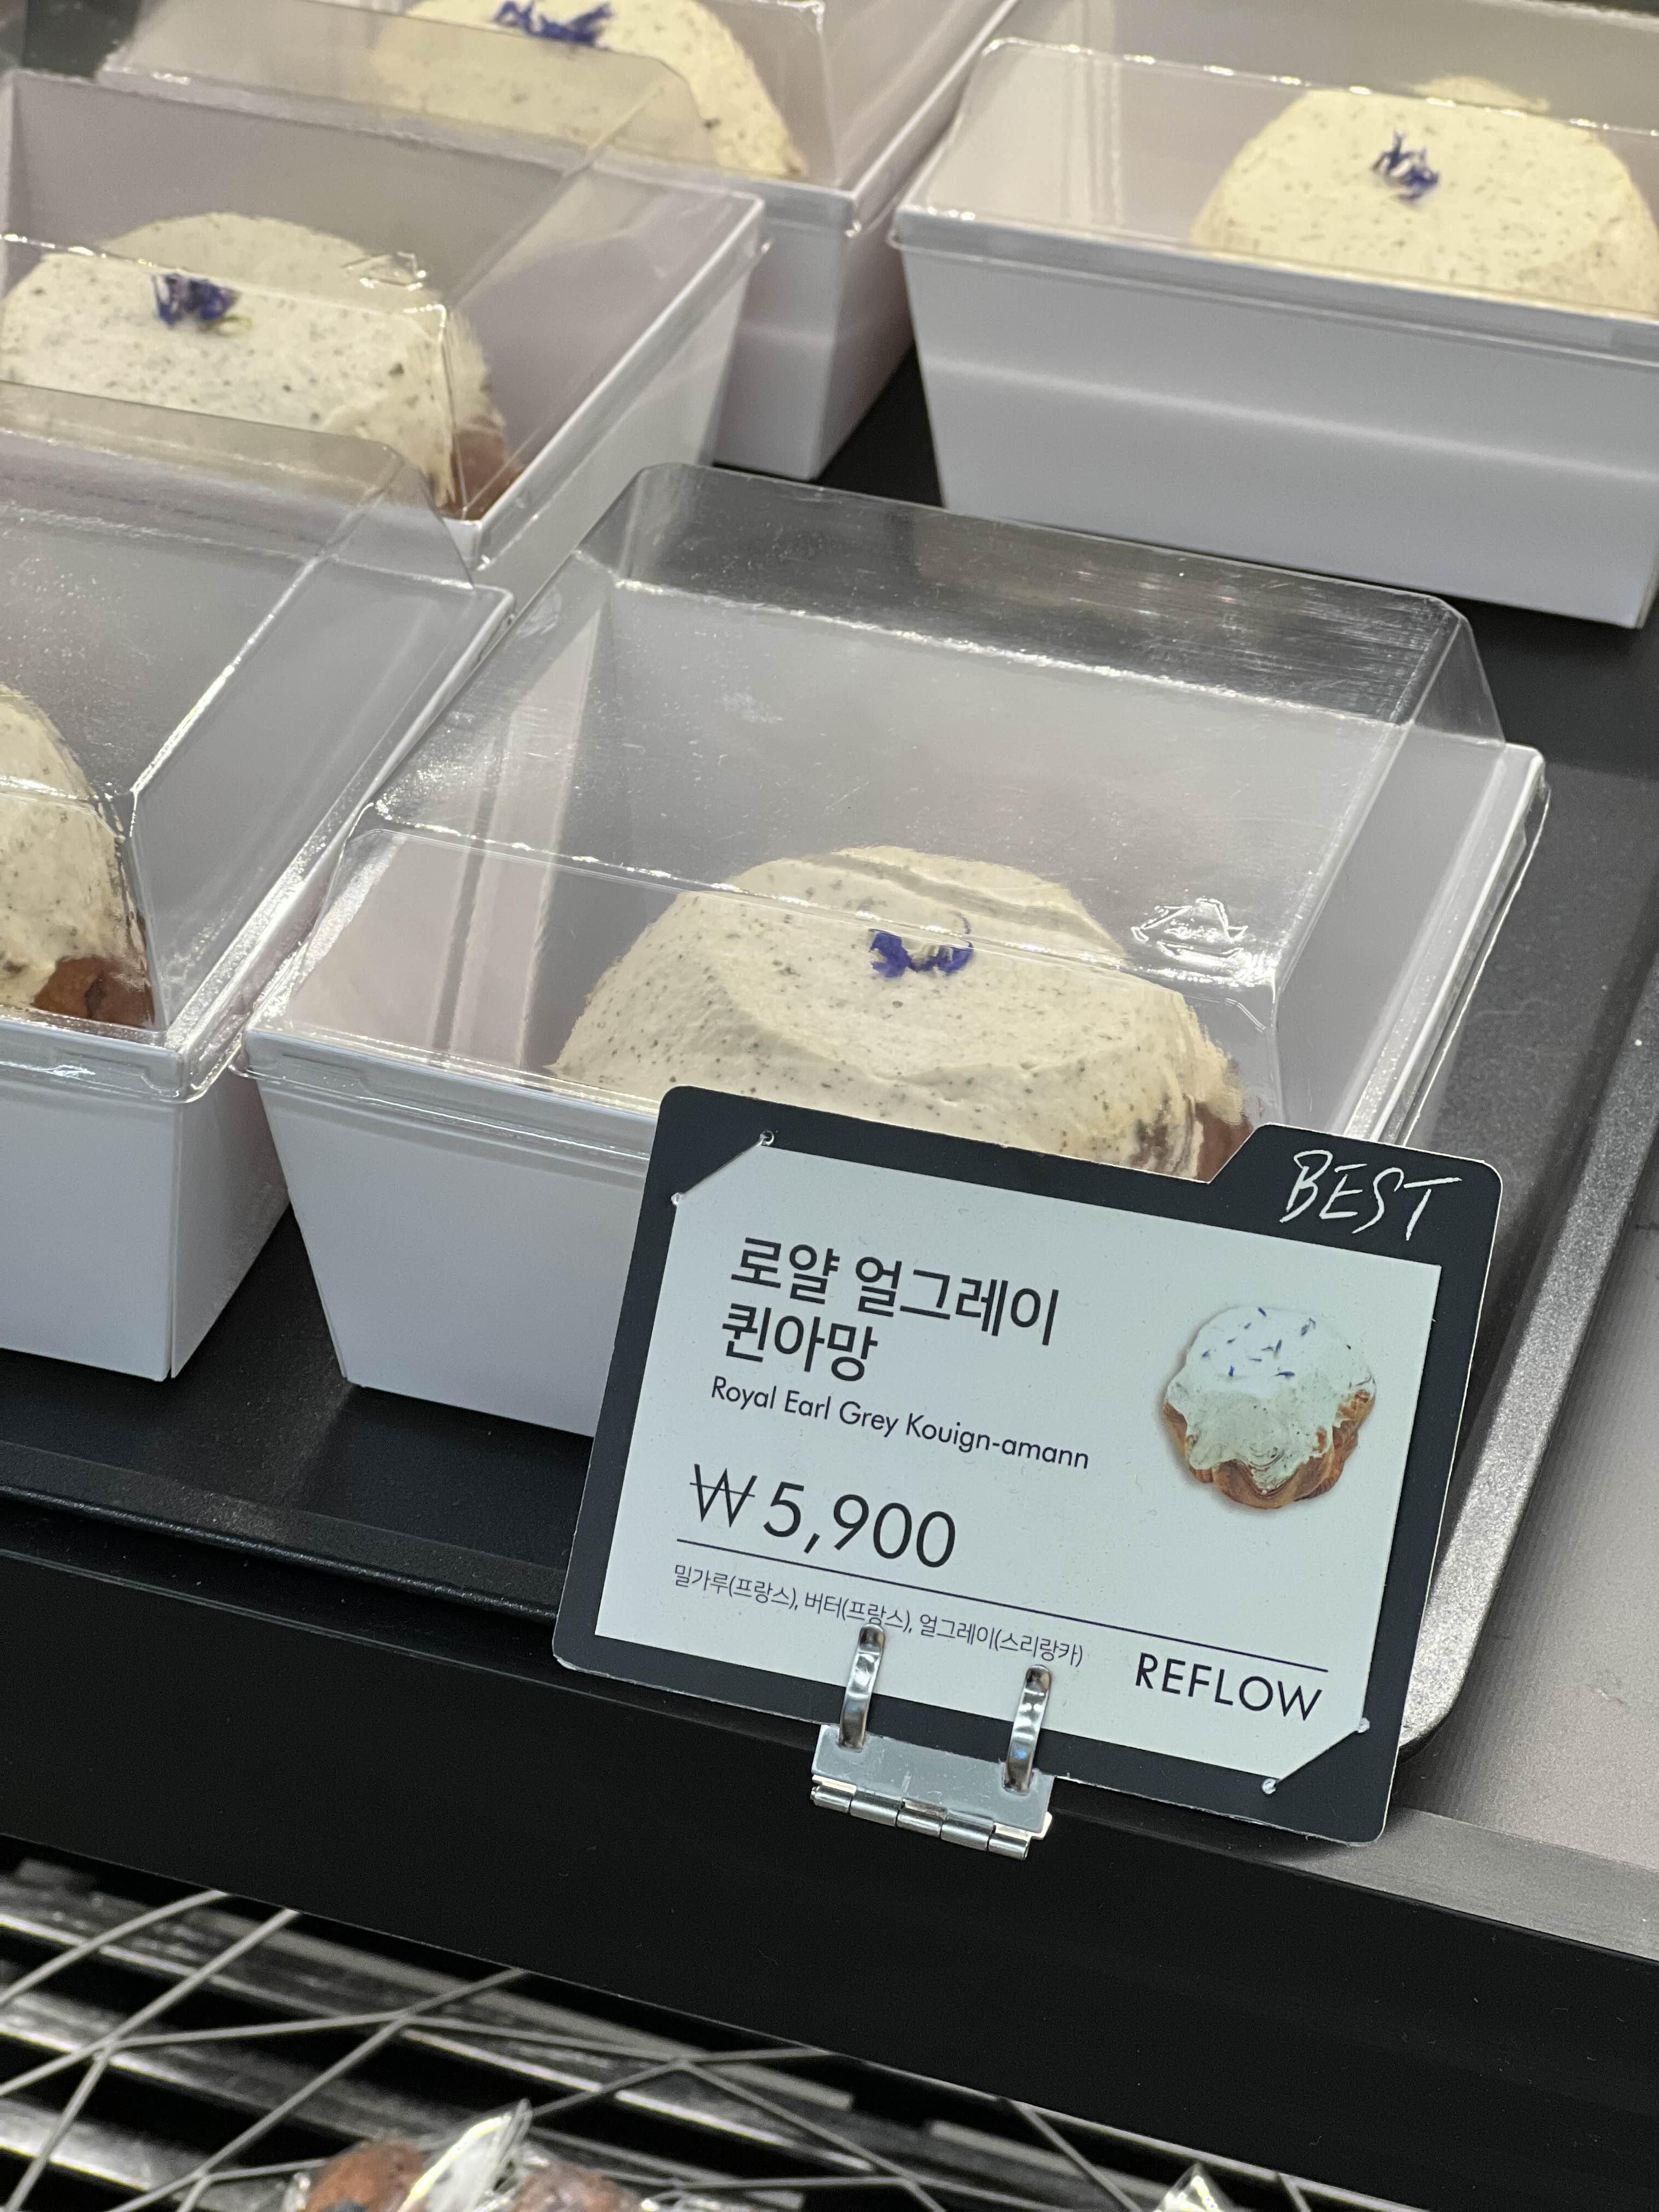 BEST
로얄 얼그레이
퀸아망
Royal Earl Grey Kouign-amann
₩5,900
밀가루(프랑스), 버터(프랑스), 얼그레이(스리랑카)
REFLOW